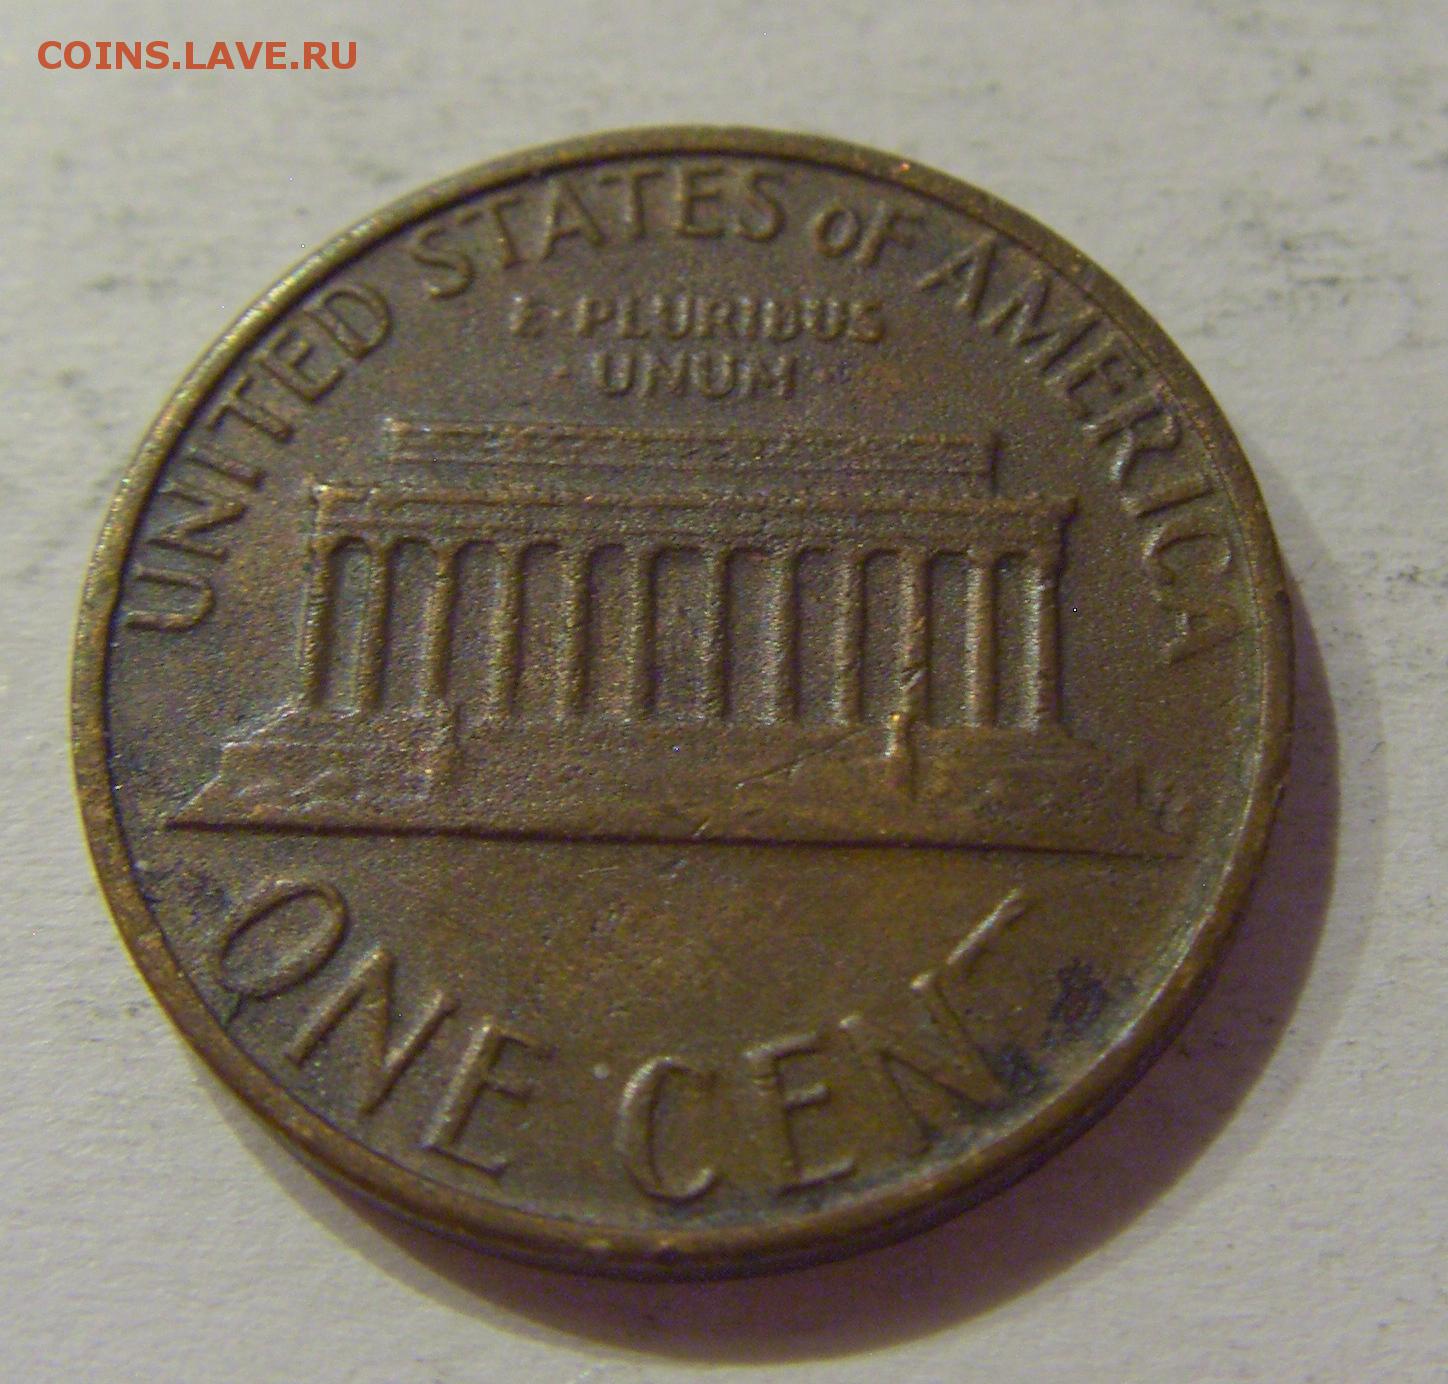 COINS.LAVE.RU
UNITED STATES OF AMERICA
E·PLURIBUS
·UNUM·
ONE CENT